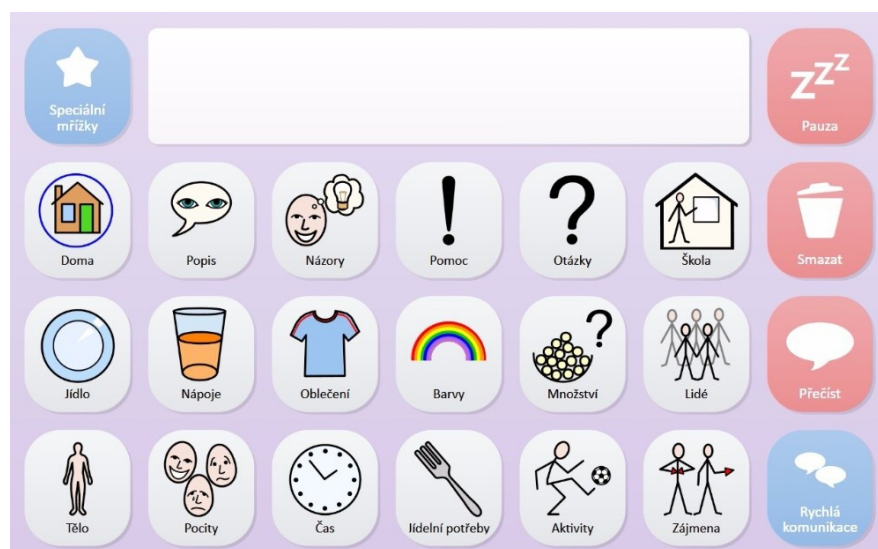 Speciální
mřížky
zzz
Pauza
Doma
Popis
Názory
!
Pomoc
?
Otázky
Škola
Smazat
Jídlo
Nápoje
Oblečení
Barvy
?
Množství
Lidé
Přečíst
Tělo
Pocity
Čas
Jídelní potřeby
Aktivity
Zájmena
Rychlá
komunikace